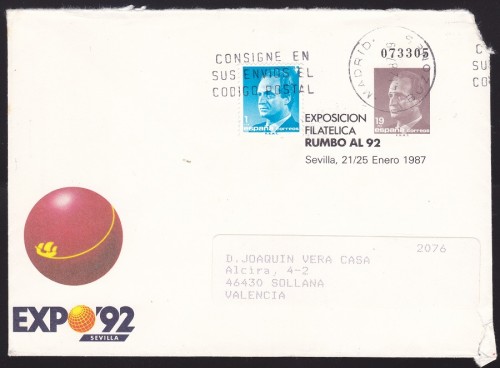 CONSIGNE EN
SUS ENVIOS EL
CODIGO POSTAL
MADRID
073305
1
España correos
19
España correos
EXPOSICION
FILATELICA
RUMBO AL 92
Sevilla, 21/25 Enero 1987
2076
D.JOAQUIN VERA CASA
Alcira, 4-2
46430 SOLLANA
VALENCIA
EXPO'92
SEVILLA